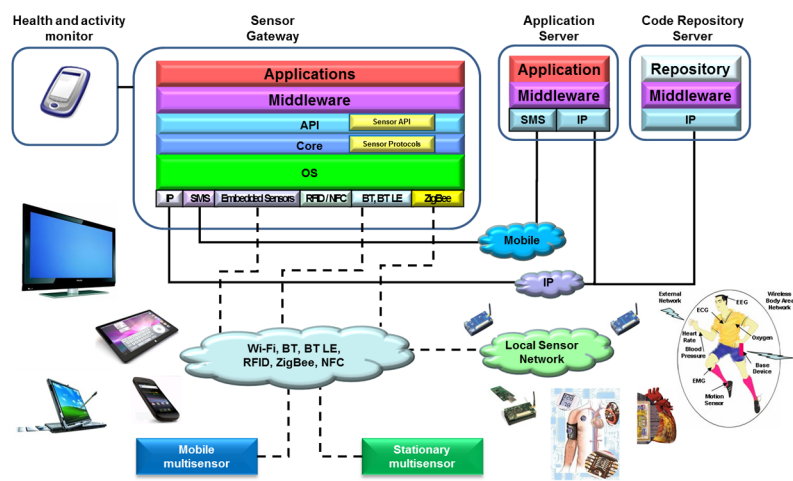 Health and activity
monitor
Sensor
Gateway
Application
Server
Code Repository
Server
Applications
Middleware
API
Sensor API
Core
Sensor Protocols
OS
IP
SMS
Embedded Sensors
RFID / NFC
BT, BT LE
ZigBee
Application
Middleware
SMS
IP
Repository
Middleware
IP
Mobile
IP
Wi-Fi, BT, BT LE,
RFID, ZigBee, NFC
Local Sensor
Network
Mobile
multisensor
Stationary
multisensor
External
Network
Wireless
Body Area
Network
EEG
ECG
Heart
Rate
Blood
Pressure
Oxygen
Base
Device
EMG
Motion
Sensor